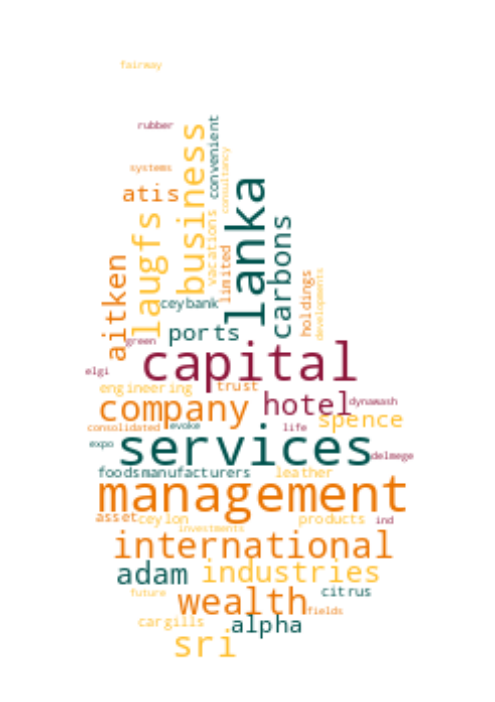 fairway
rubber
convenient
business
consultancy
systems
atis
lanka
laugfs
vacations
carbons
aitken
limited
holdings
developments
ceybank
ports
green
capital
elgi
engineering
trust
company
hotel
dynawash
spence
consolidated
evoke
life
expo
services
delmege
foodsmanufacturers
leather
management
asset
ceylon
products
ind
investments
international
adam
industries
citrus
future
wealth
fields
cargills
alpha
sri